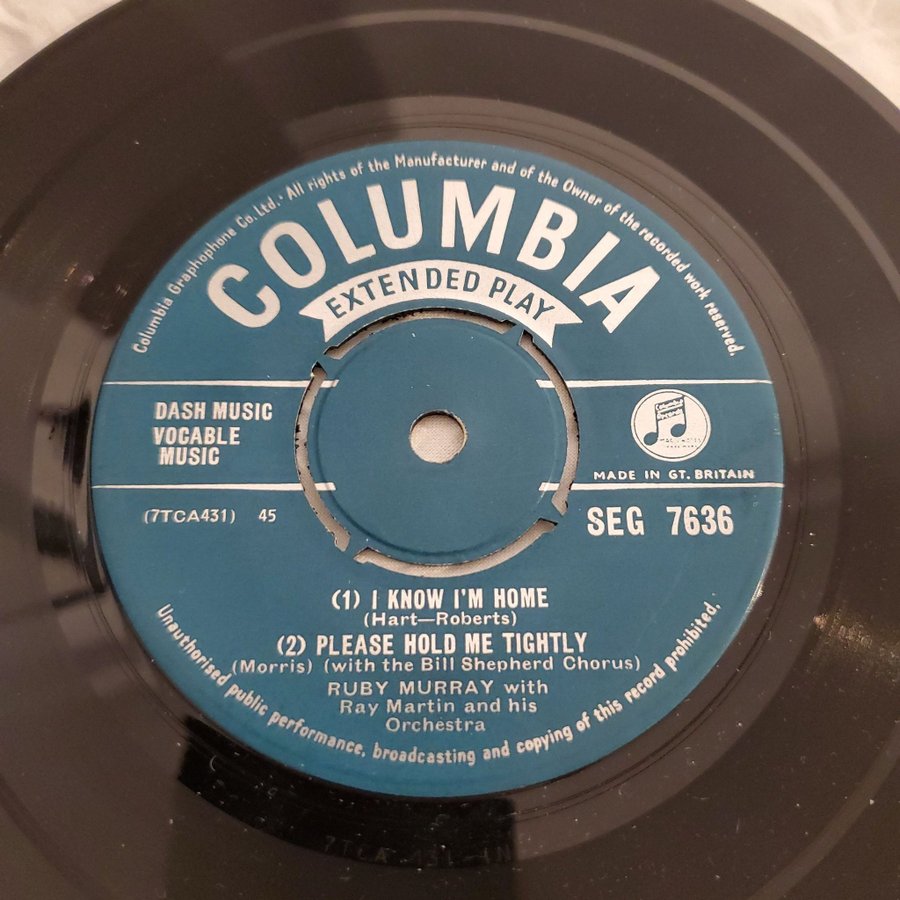 Columbia Graphophone Co. Ltd. · All rights of the Manufacturer and of the Owner of the recorded work reserved.
COLUMBIA
EXTENDED PLAY
DASH MUSIC
VOCABLE
MUSIC
Columbia
Records
MADE IN GT. BRITAIN
(7TCA431) 45
SEG 7636
(1) I KNOW I'M HOME
(Hart—Roberts)
(2) PLEASE HOLD ME TIGHTLY
(Morris) (with the Bill Shepherd Chorus)
RUBY MURRAY with
Ray Martin and his
Orchestra
Unauthorised public performance, broadcasting and copying of this record prohibited.